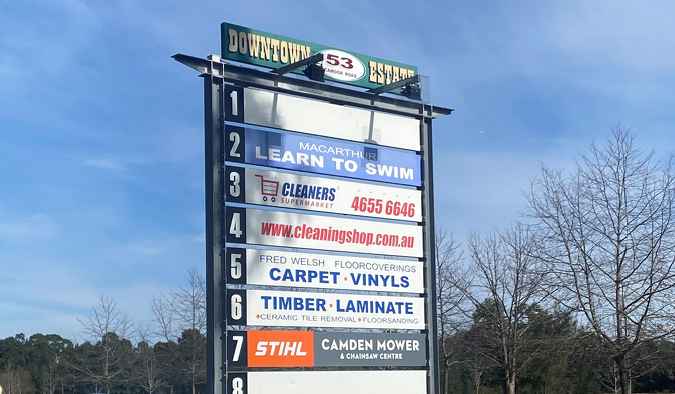 DOWNTOWN 53 ESTATE
ROAD
1
2 MACARTHUR
LEARN TO SWIM
3 CLEANERS
SUPERMARKET 4655 6646
4 www.cleaningshop.com.au
5 FRED WELSH FLOORCOVERINGS
CARPET • VINYLS
6 TIMBER • LAMINATE
• CERAMIC TILE REMOVAL • FLOORSANDING
7 STIHL CAMDEN MOWER
& CHAINSAW CENTRE
8